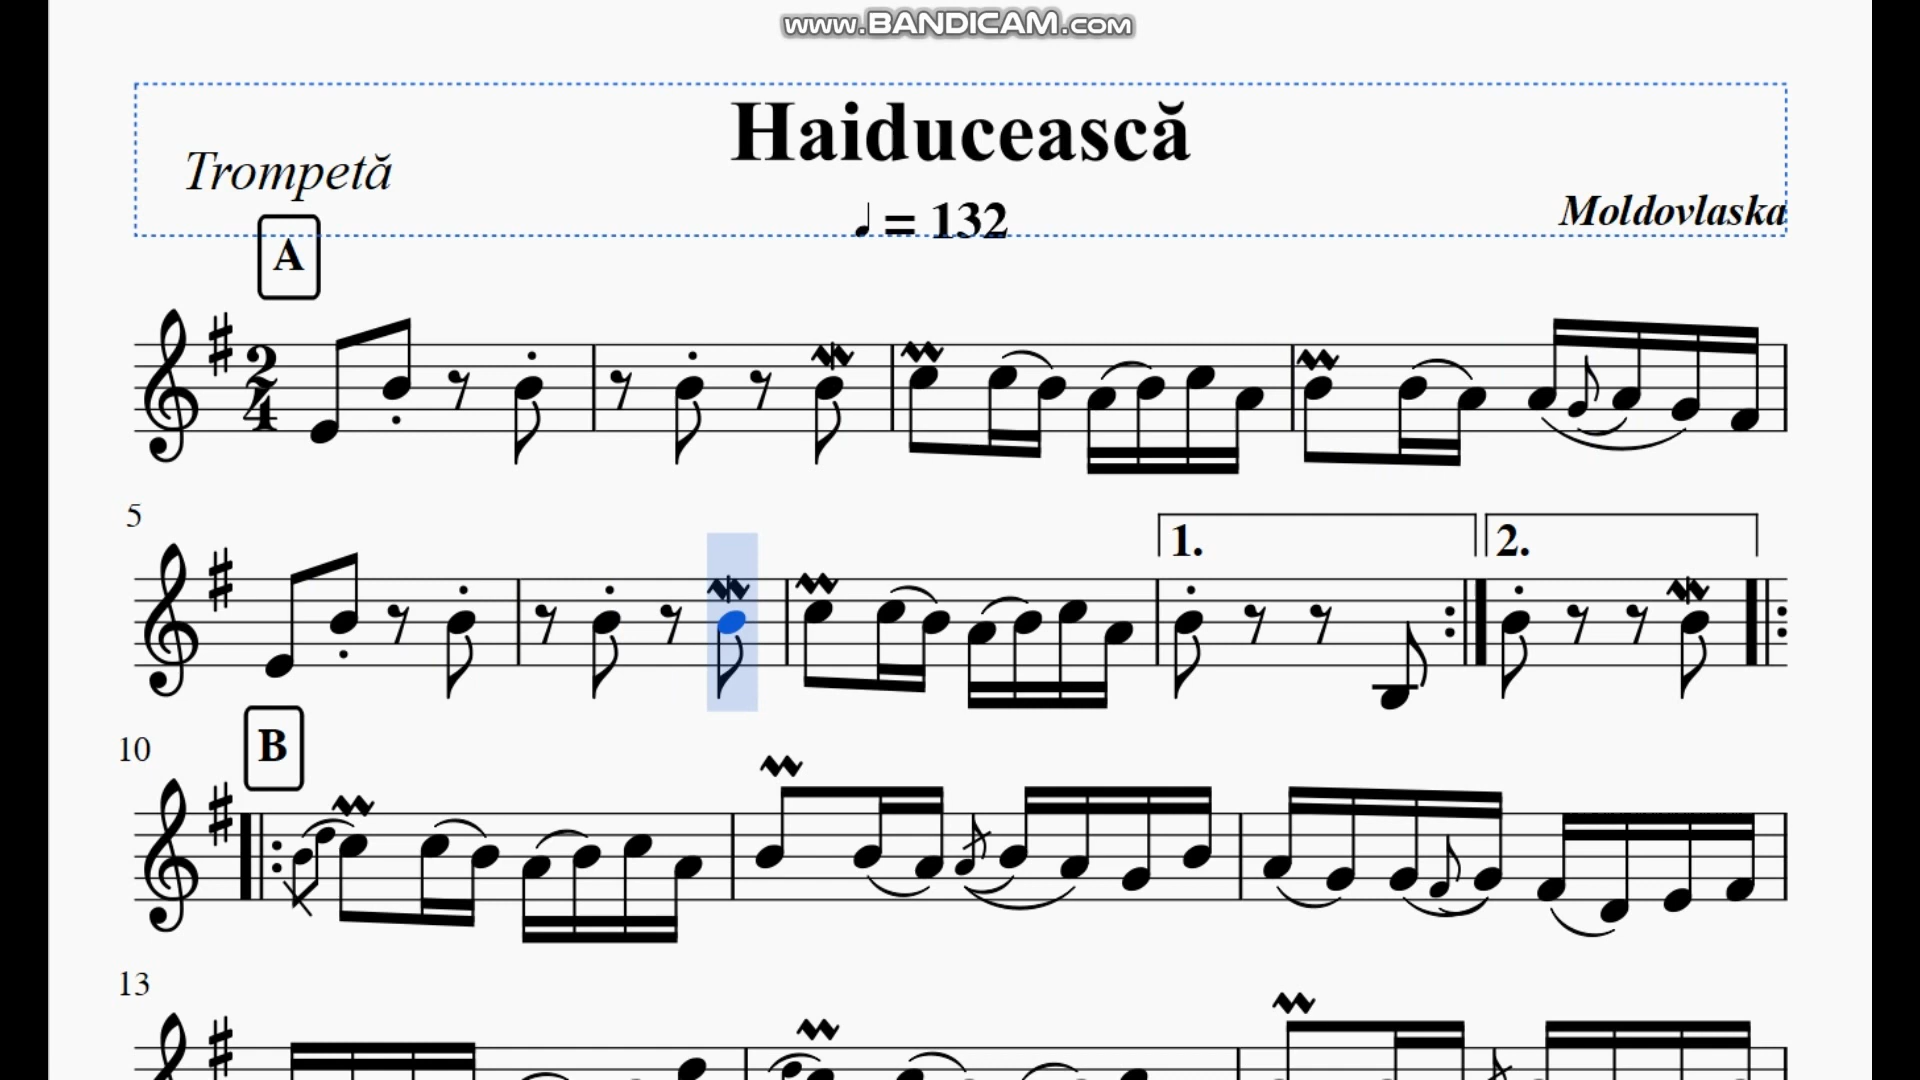 www.BANDICAM.com
Haiducească
Trompetă
Moldovlaska
= 132
A
2
4
5
1.
2.
B
10
13